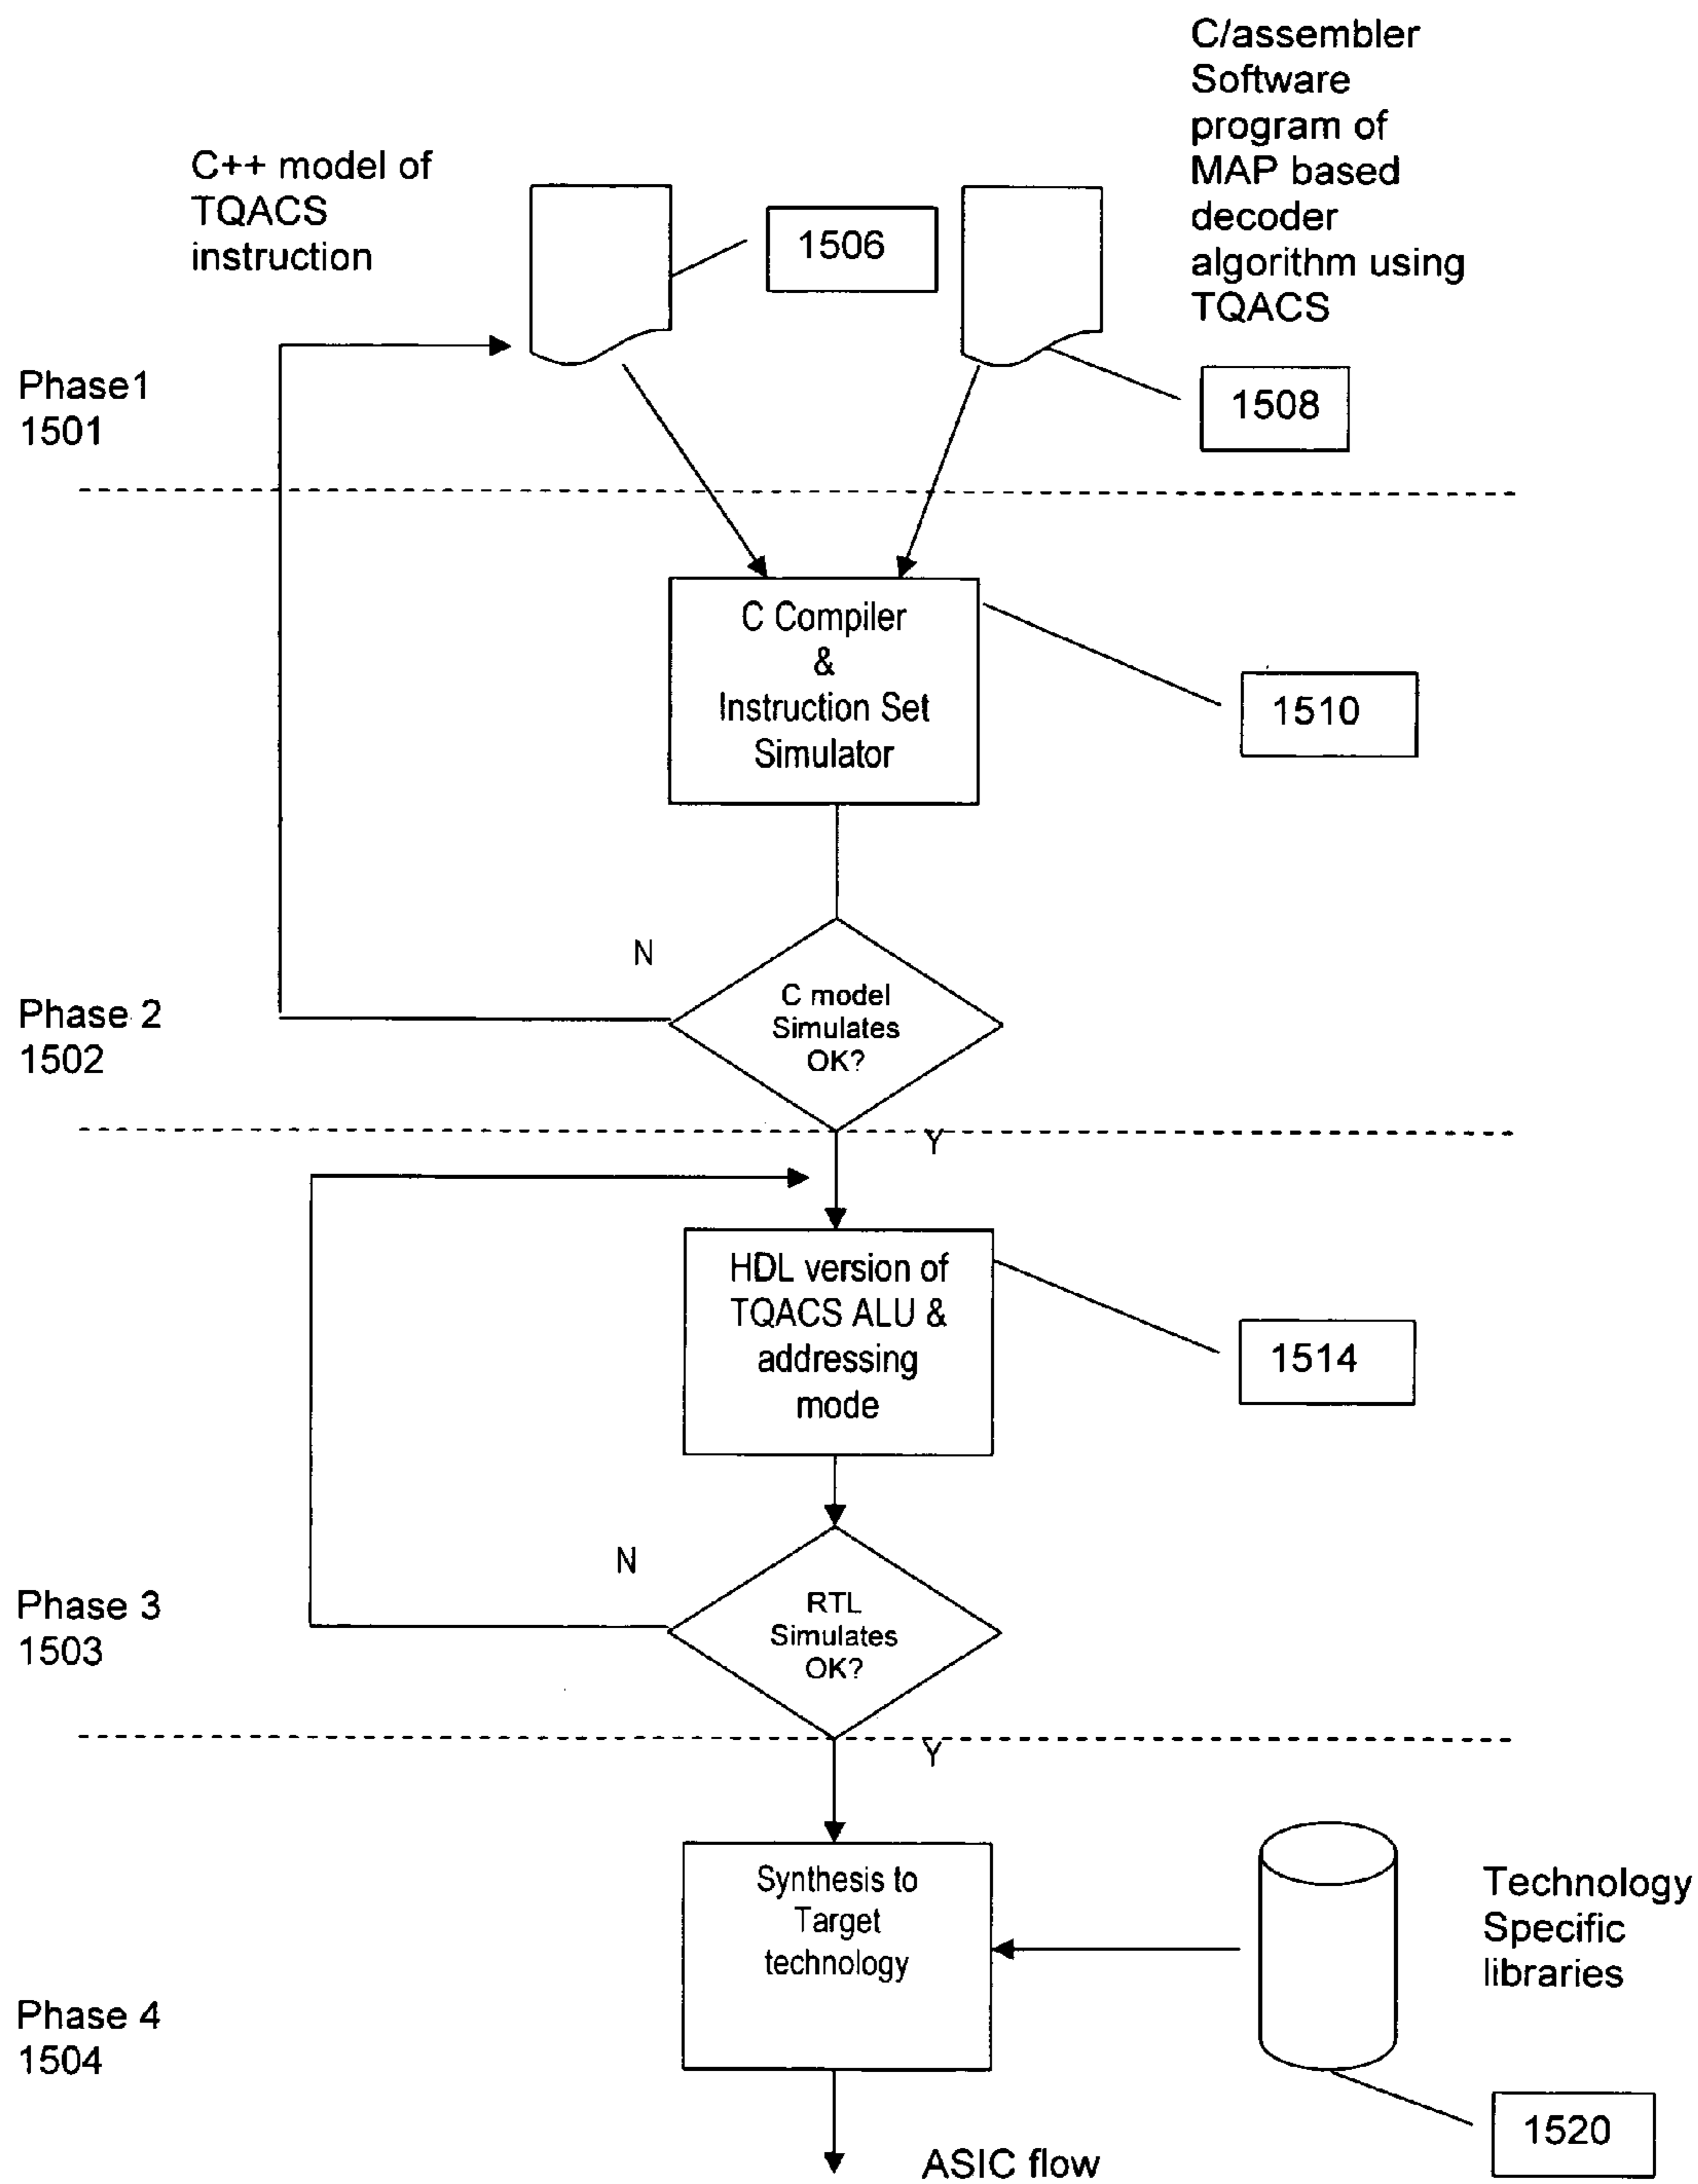 C/assembler
Software
program of
MAP based
decoder
algorithm using
TQACS
C++ model of
TQACS
instruction
1506
1508
Phase1
1501
C Compiler
&
Instruction Set
Simulator
1510
N
C model
Simulates
OK?
Phase 2
1502
Y
HDL version of
TQACS ALU &
addressing
mode
1514
N
RTL
Simulates
OK?
Phase 3
1503
Y
Synthesis to
Target
technology
Technology
Specific
libraries
Phase 4
1504
1520
ASIC flow